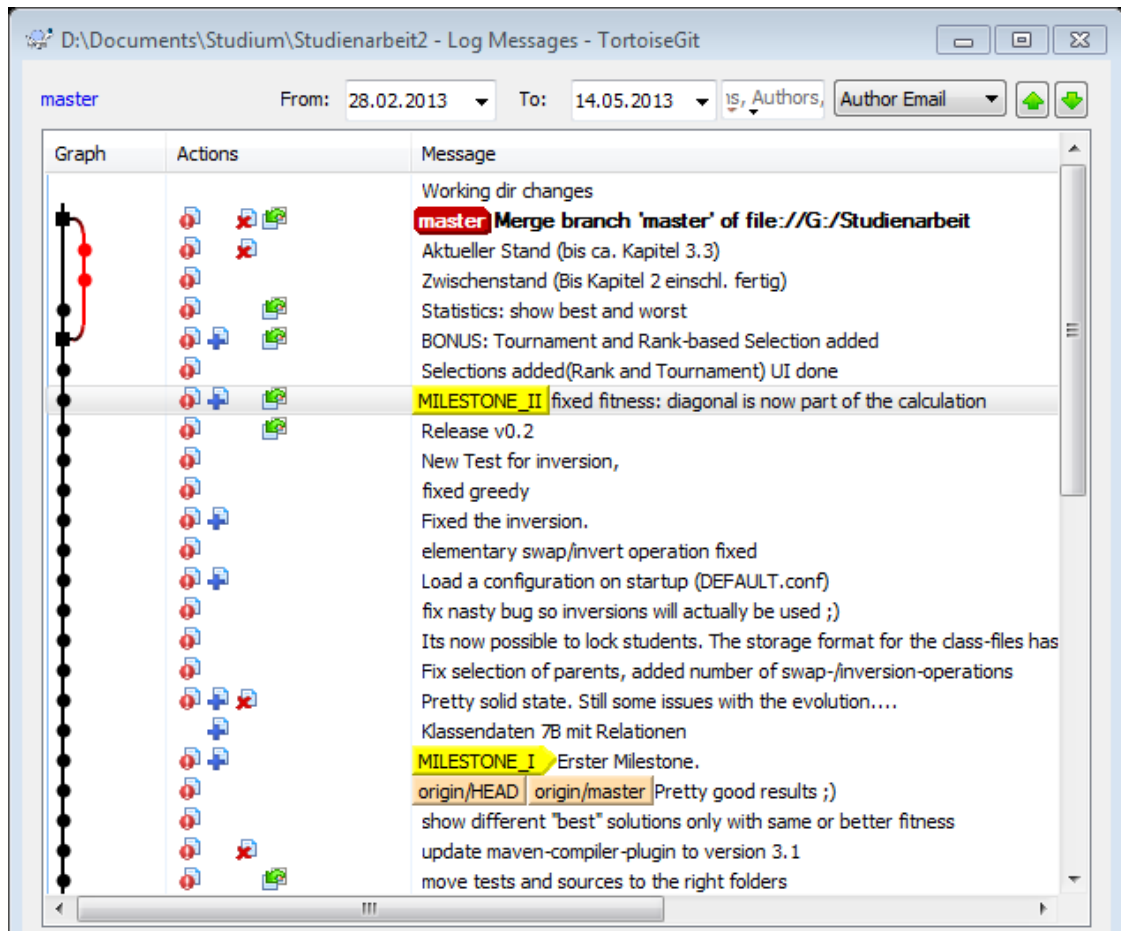 D:\Documents\Studium\Studienarbeit2 - Log Messages - TortoiseGit
master From: 28.02.2013 To: 14.05.2013 Authors, Author Email
Graph Actions Message
Working dir changes
master Merge branch 'master' of file://G:/Studienarbeit
Aktueller Stand (bis ca. Kapitel 3.3)
Zwischenstand (Bis Kapitel 2 einschl. fertig)
Statistics: show best and worst
BONUS: Tournament and Rank-based Selection added
Selections added(Rank and Tournament) UI done
MILESTONE_II fixed fitness: diagonal is now part of the calculation
Release v0.2
New Test for inversion,
fixed greedy
Fixed the inversion.
elementary swap/invert operation fixed
Load a configuration on startup (DEFAULT.conf)
fix nasty bug so inversions will actually be used ;)
Its now possible to lock students. The storage format for the class-files has
Fix selection of parents, added number of swap-/inversion-operations
Pretty solid state. Still some issues with the evolution....
Klassendaten 7B mit Relationen
MILESTONE_I Erster Milestone.
origin/HEAD origin/master Pretty good results ;)
show different "best" solutions only with same or better fitness
update maven-compiler-plugin to version 3.1
move tests and sources to the right folders